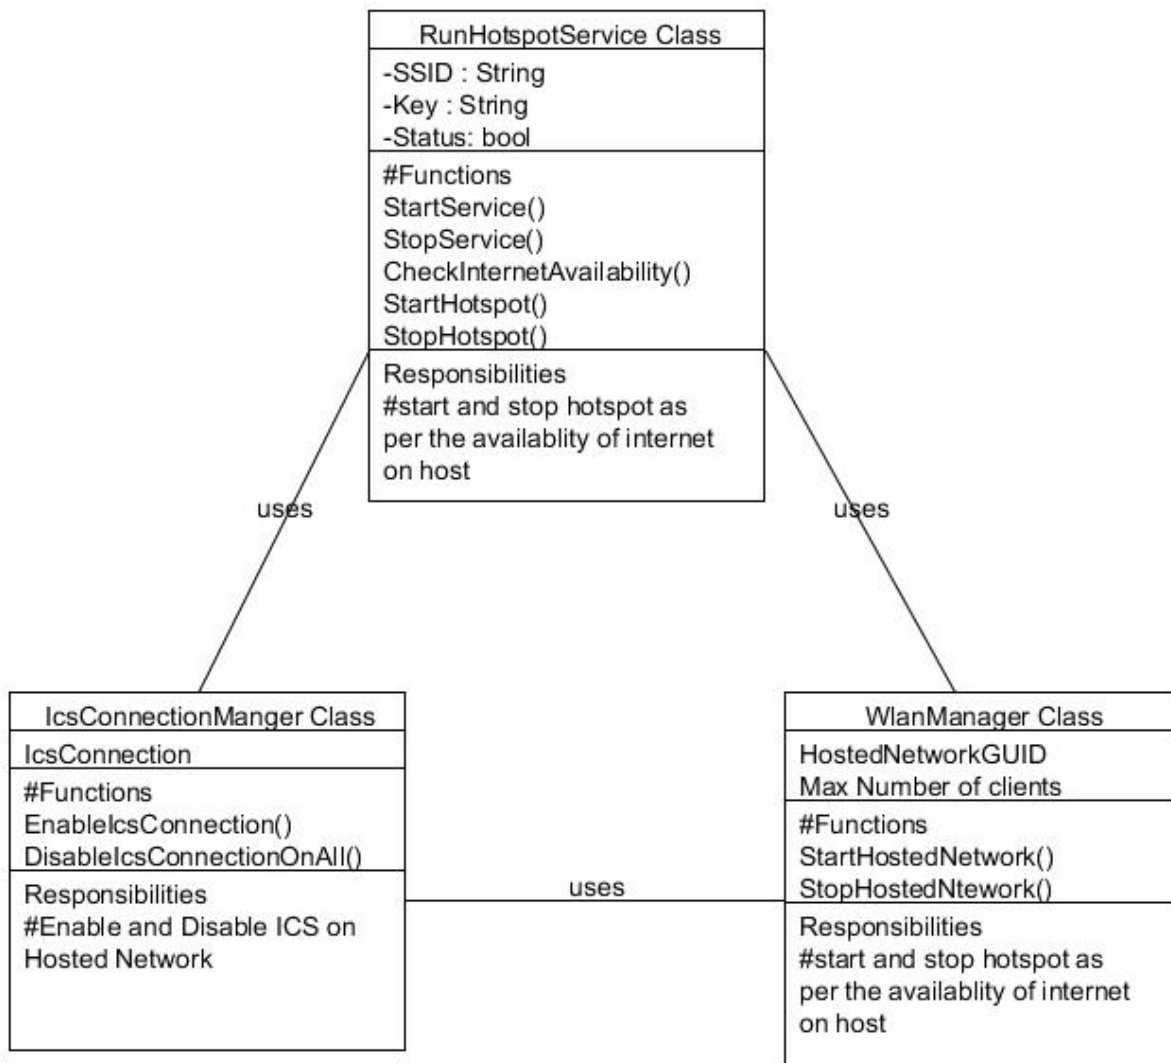 RunHotspotService Class
-SSID : String
-Key : String
-Status: bool
#Functions
StartService()
StopService()
CheckInternetAvailability()
StartHotspot()
StopHotspot()
Responsibilities
#start and stop hotspot as
per the availablity of internet
on host
uses
uses
IcsConnectionManger Class
IcsConnection
#Functions
EnableIcsConnection()
DisableIcsConnectionOnAll()
Responsibilities
#Enable and Disable ICS on
Hosted Network
uses
WlanManager Class
HostedNetworkGUID
Max Number of clients
#Functions
StartHostedNetwork()
StopHostedNtework()
Responsibilities
#start and stop hotspot as
per the availablity of internet
on host